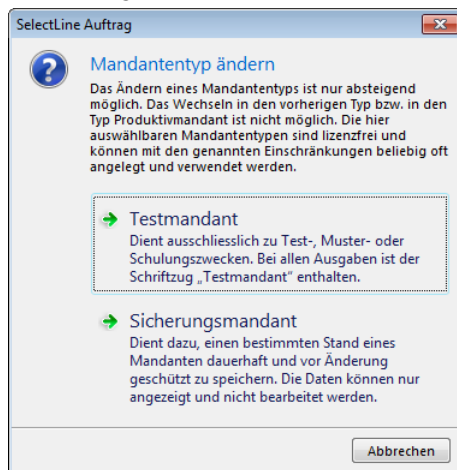 SelectLine Auftrag
Mandantentyp ändern
Das Ändern eines Mandantentyps ist nur absteigend
möglich. Das Wechseln in den vorherigen Typ bzw. in den
Typ Produktivmandant ist nicht möglich. Die hier
auswählbaren Mandantentypen sind lizenzfrei und
können mit den genannten Einschränkungen beliebig oft
angelegt und verwendet werden.
Testmandant
Dient ausschliesslich zu Test-, Muster- oder
Schulungszwecken. Bei allen Ausgaben ist der
Schriftzug „Testmandant“ enthalten.
Sicherungsmandant
Dient dazu, einen bestimmten Stand eines
Mandanten dauerhaft und vor Änderung
geschützt zu speichern. Die Daten können nur
angezeigt und nicht bearbeitet werden.
Abbrechen